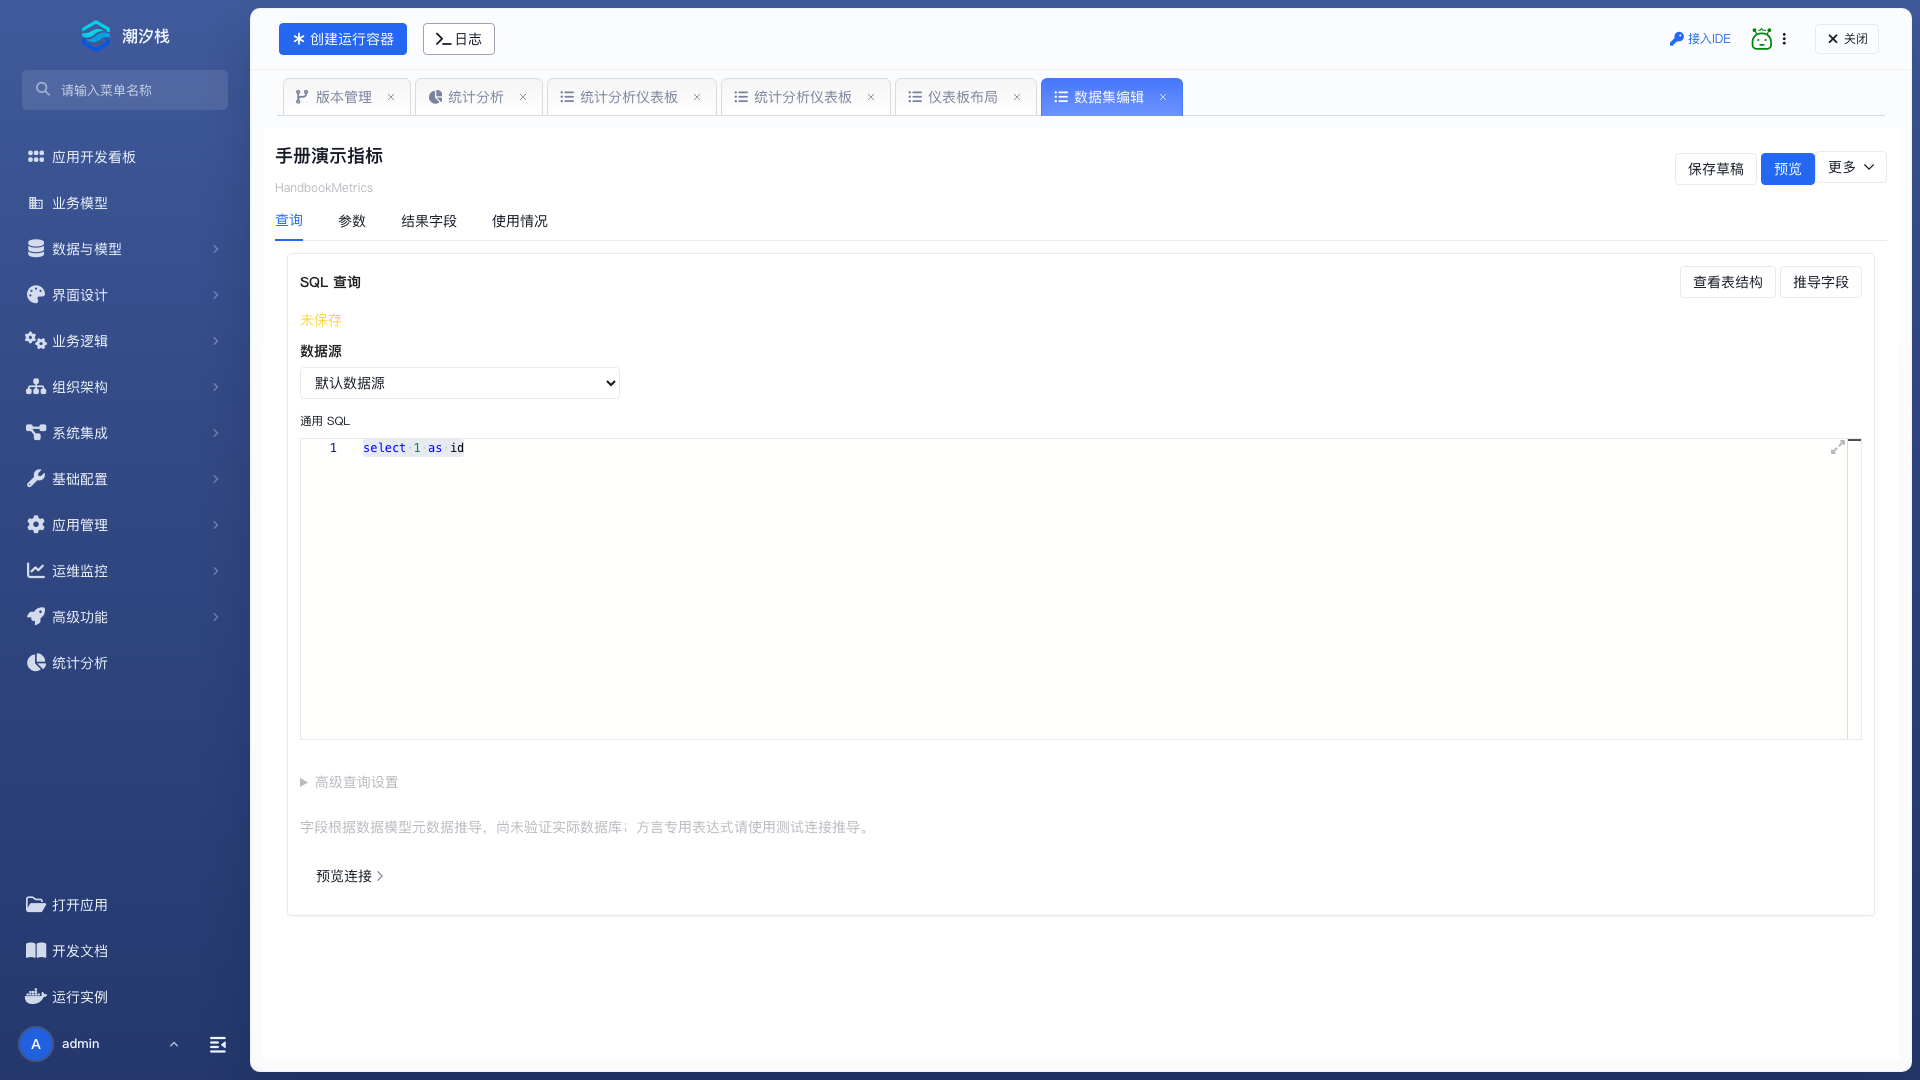 潮汐栈
请输入菜单名称
应用开发看板
业务模型
数据与模型
界面设计
业务逻辑
组织架构
系统集成
基础配置
应用管理
运维监控
高级功能
统计分析
打开应用
开发文档
运行实例
A admin
创建运行容器 日志 接入IDE 关闭
版本管理 统计分析 统计分析仪表板 统计分析仪表板 仪表板布局 数据集编辑
手册演示指标
HandbookMetrics
保存草稿 预览 更多
查询 参数 结果字段 使用情况
SQL 查询 查看表结构 推导字段
未保存
数据源
默认数据源
通用 SQL
1 select 1 as id
高级查询设置
字段根据数据模型元数据推导，尚未验证实际数据库；方言专用表达式请使用测试连接推导。
预览连接